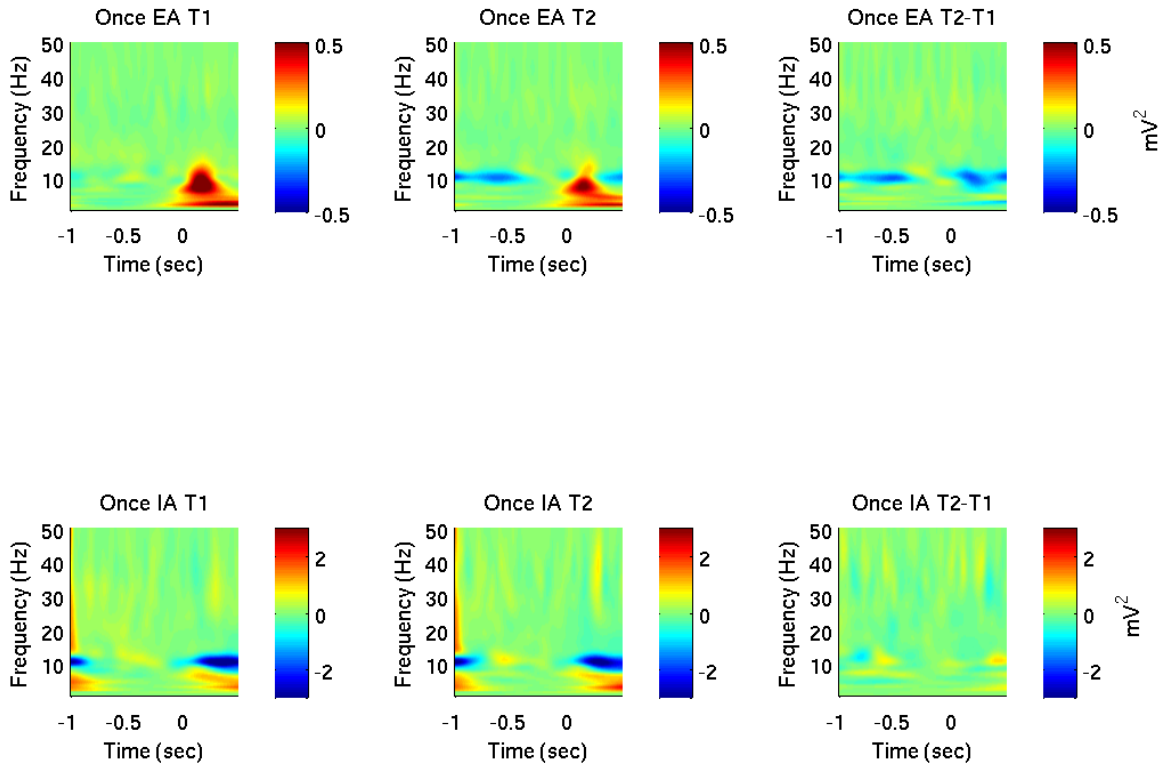 Once EA T1
50
40
30
20
10
Frequency (Hz)
-1 -0.5 0
Time (sec)
0.5
0
-0.5
Once EA T2
50
40
30
20
10
Frequency (Hz)
-1 -0.5 0
Time (sec)
0.5
0
-0.5
Once EA T2-T1
50
40
30
20
10
Frequency (Hz)
-1 -0.5 0
Time (sec)
0.5
0
-0.5
mV²
Once IA T1
50
40
30
20
10
Frequency (Hz)
-1 -0.5 0
Time (sec)
2
0
-2
Once IA T2
50
40
30
20
10
Frequency (Hz)
-1 -0.5 0
Time (sec)
2
0
-2
Once IA T2-T1
50
40
30
20
10
Frequency (Hz)
-1 -0.5 0
Time (sec)
2
0
-2
mV²